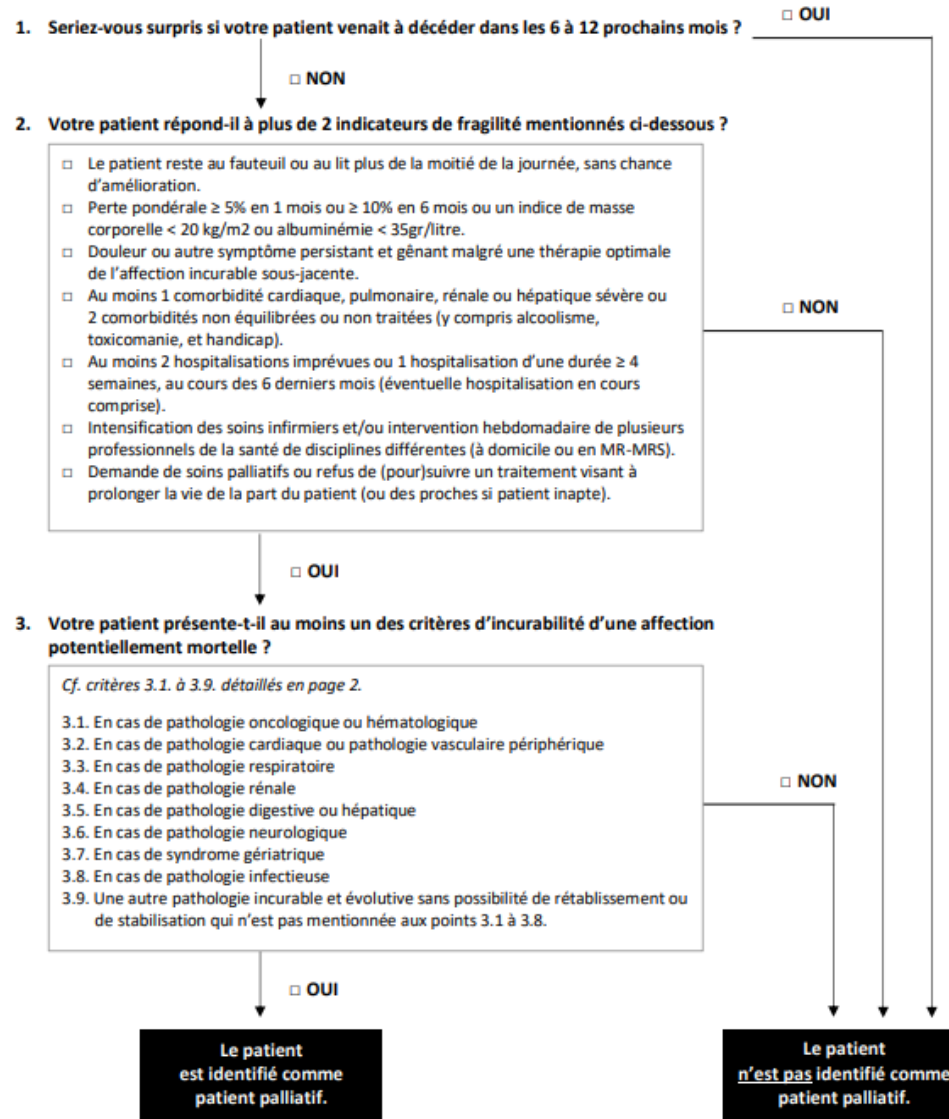 □ OUI
1. Seriez-vous surpris si votre patient venait à décéder dans les 6 à 12 prochains mois ?
□ NON
2. Votre patient répond-il à plus de 2 indicateurs de fragilité mentionnés ci-dessous ?
□ Le patient reste au fauteuil ou au lit plus de la moitié de la journée, sans chance
d’amélioration.
□ Perte pondérale ≥ 5% en 1 mois ou ≥ 10% en 6 mois ou un indice de masse
corporelle < 20 kg/m2 ou albuminémie < 35gr/litre.
□ Douleur ou autre symptôme persistant et gênant malgré une thérapie optimale
de l’affection incurable sous-jacente.
□ Au moins 1 comorbidité cardiaque, pulmonaire, rénale ou hépatique sévère ou
2 comorbidités non équilibrées ou non traitées (y compris alcoolisme,
toxicomanie, et handicap).
□ Au moins 2 hospitalisations imprévues ou 1 hospitalisation d’une durée ≥ 4
semaines, au cours des 6 derniers mois (éventuelle hospitalisation en cours
comprise).
□ Intensification des soins infirmiers et/ou intervention hebdomadaire de plusieurs
professionnels de la santé de disciplines différentes (à domicile ou en MR-MRS).
□ Demande de soins palliatifs ou refus de (pour)suivre un traitement visant à
prolonger la vie de la part du patient (ou des proches si patient inapte).
□ NON
□ OUI
3. Votre patient présente-t-il au moins un des critères d’incurabilité d’une affection
potentiellement mortelle ?
Cf. critères 3.1. à 3.9. détaillés en page 2.
3.1. En cas de pathologie oncologique ou hématologique
3.2. En cas de pathologie cardiaque ou pathologie vasculaire périphérique
3.3. En cas de pathologie respiratoire
3.4. En cas de pathologie rénale
3.5. En cas de pathologie digestive ou hépatique
3.6. En cas de pathologie neurologique
3.7. En cas de syndrome gériatrique
3.8. En cas de pathologie infectieuse
3.9. Une autre pathologie incurable et évolutive sans possibilité de rétablissement ou
de stabilisation qui n’est pas mentionnée aux points 3.1 à 3.8.
□ NON
□ OUI
Le patient
est identifié comme
patient palliatif.
Le patient
n’est pas identifié comme
patient palliatif.